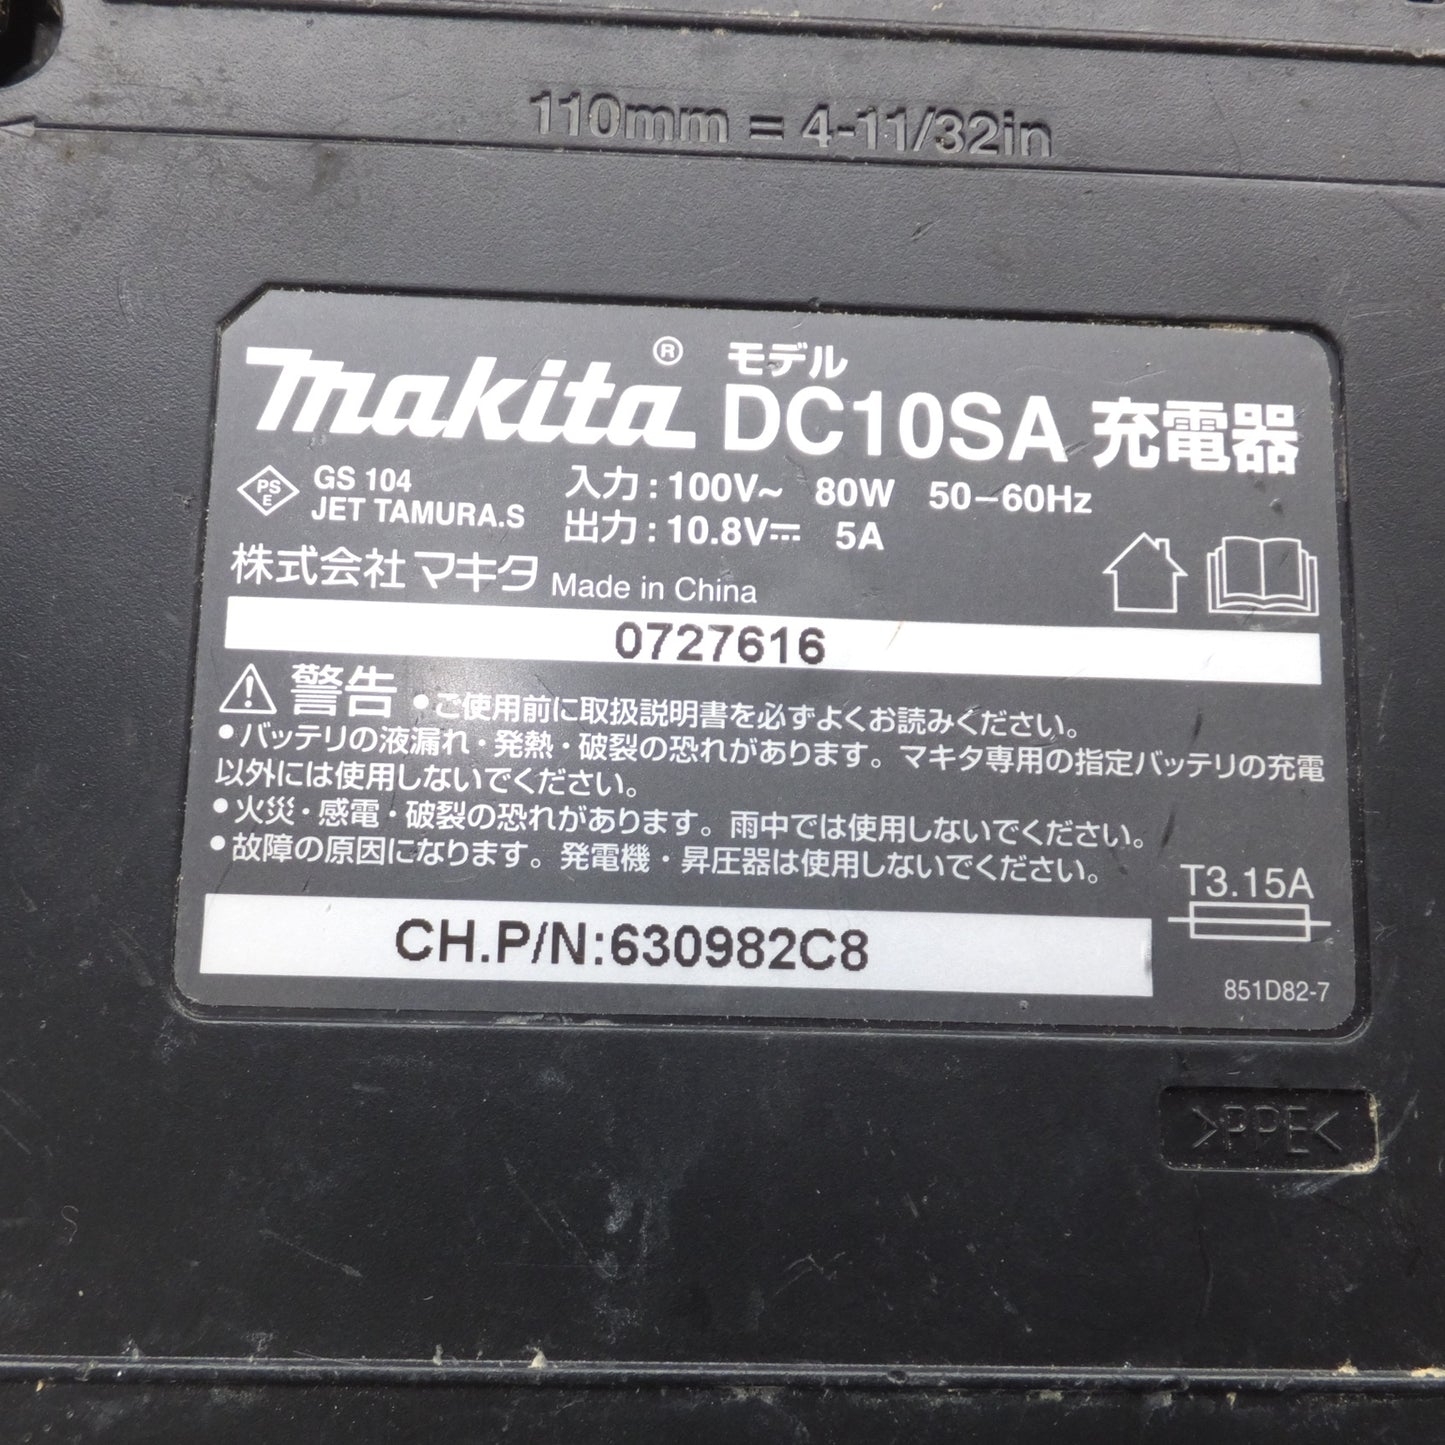 110mm = 4-11/32in
makita® モデル
DC10SA 充電器
PSE GS 104 入力 : 100V~ 80W 50−60Hz
JET TAMURA.S 出力 : 10.8V⎓ 5A
株式会社 マキタ Made in China
0727616
警告 •ご使用前に取扱説明書を必ずよくお読みください。
•バッテリの液漏れ・発熱・破裂の恐れがあります。マキタ専用の指定バッテリの充電
以外には使用しないでください。
•火災・感電・破裂の恐れがあります。雨中では使用しないでください。
•故障の原因になります。発電機・昇圧器は使用しないでください。
T3.15A
CH.P/N:630982C8
851D82-7
>PPE<